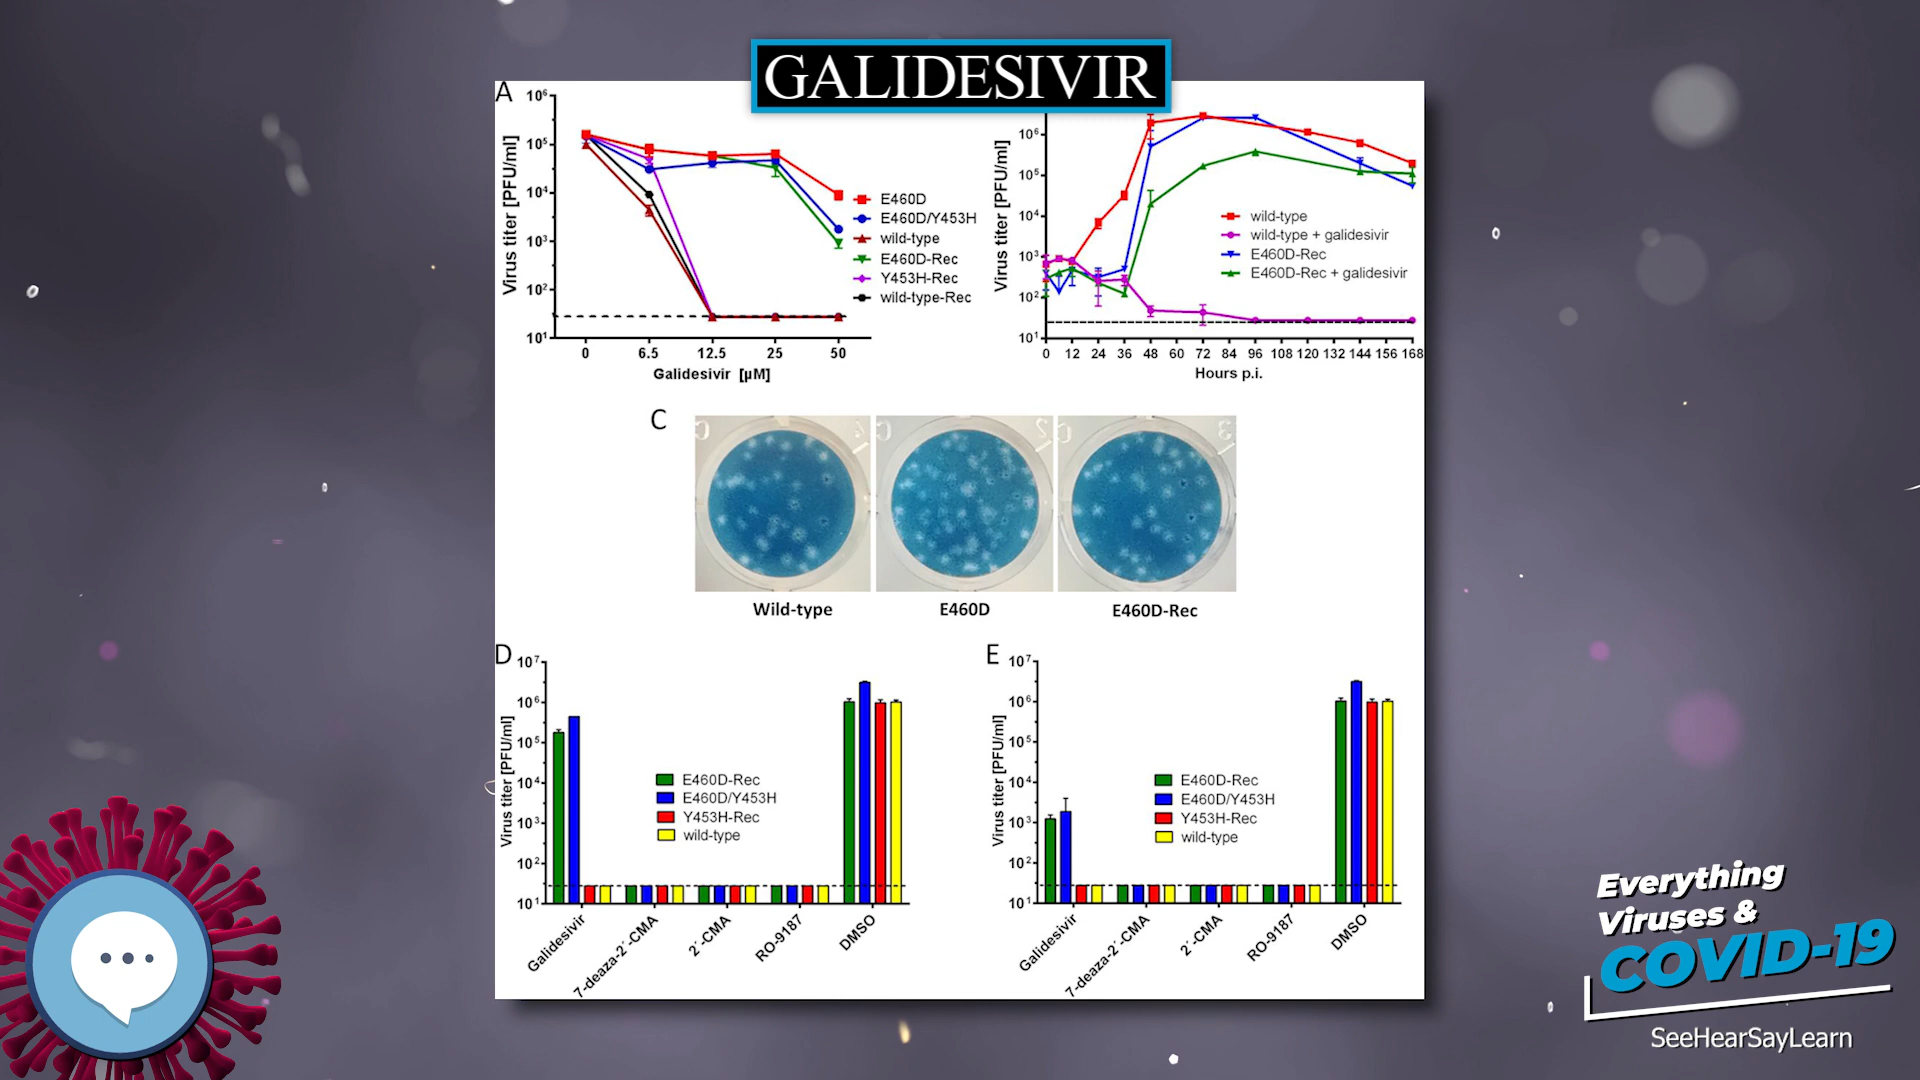 GALIDESIVIR
A
Virus titer [PFU/ml]
10⁶
10⁵
10⁴
10³
10²
10¹
0 6.5 12.5 25 50
Galidesivir [µM]
E460D
E460D/Y453H
wild-type
E460D-Rec
Y453H-Rec
wild-type-Rec
Virus titer [PFU/ml]
10⁶
10⁵
10⁴
10³
10²
10¹
0 12 24 36 48 60 72 84 96 108 120 132 144 156 168
Hours p.i.
wild-type
wild-type + galidesivir
E460D-Rec
E460D-Rec + galidesivir
C
Wild-type E460D E460D-Rec
D
Virus titer [PFU/ml]
10⁷
10⁶
10⁵
10⁴
10³
10²
10¹
E460D-Rec
E460D/Y453H
Y453H-Rec
wild-type
Galidesivir
7-deaza-2´-CMA
2´-CMA
RO-9187
DMSO
E
Virus titer [PFU/ml]
10⁷
10⁶
10⁵
10⁴
10³
10²
10¹
E460D-Rec
E460D/Y453H
Y453H-Rec
wild-type
Galidesivir
7-deaza-2´-CMA
2´-CMA
RO-9187
DMSO
Everything
Viruses &
COVID-19
SeeHearSayLearn